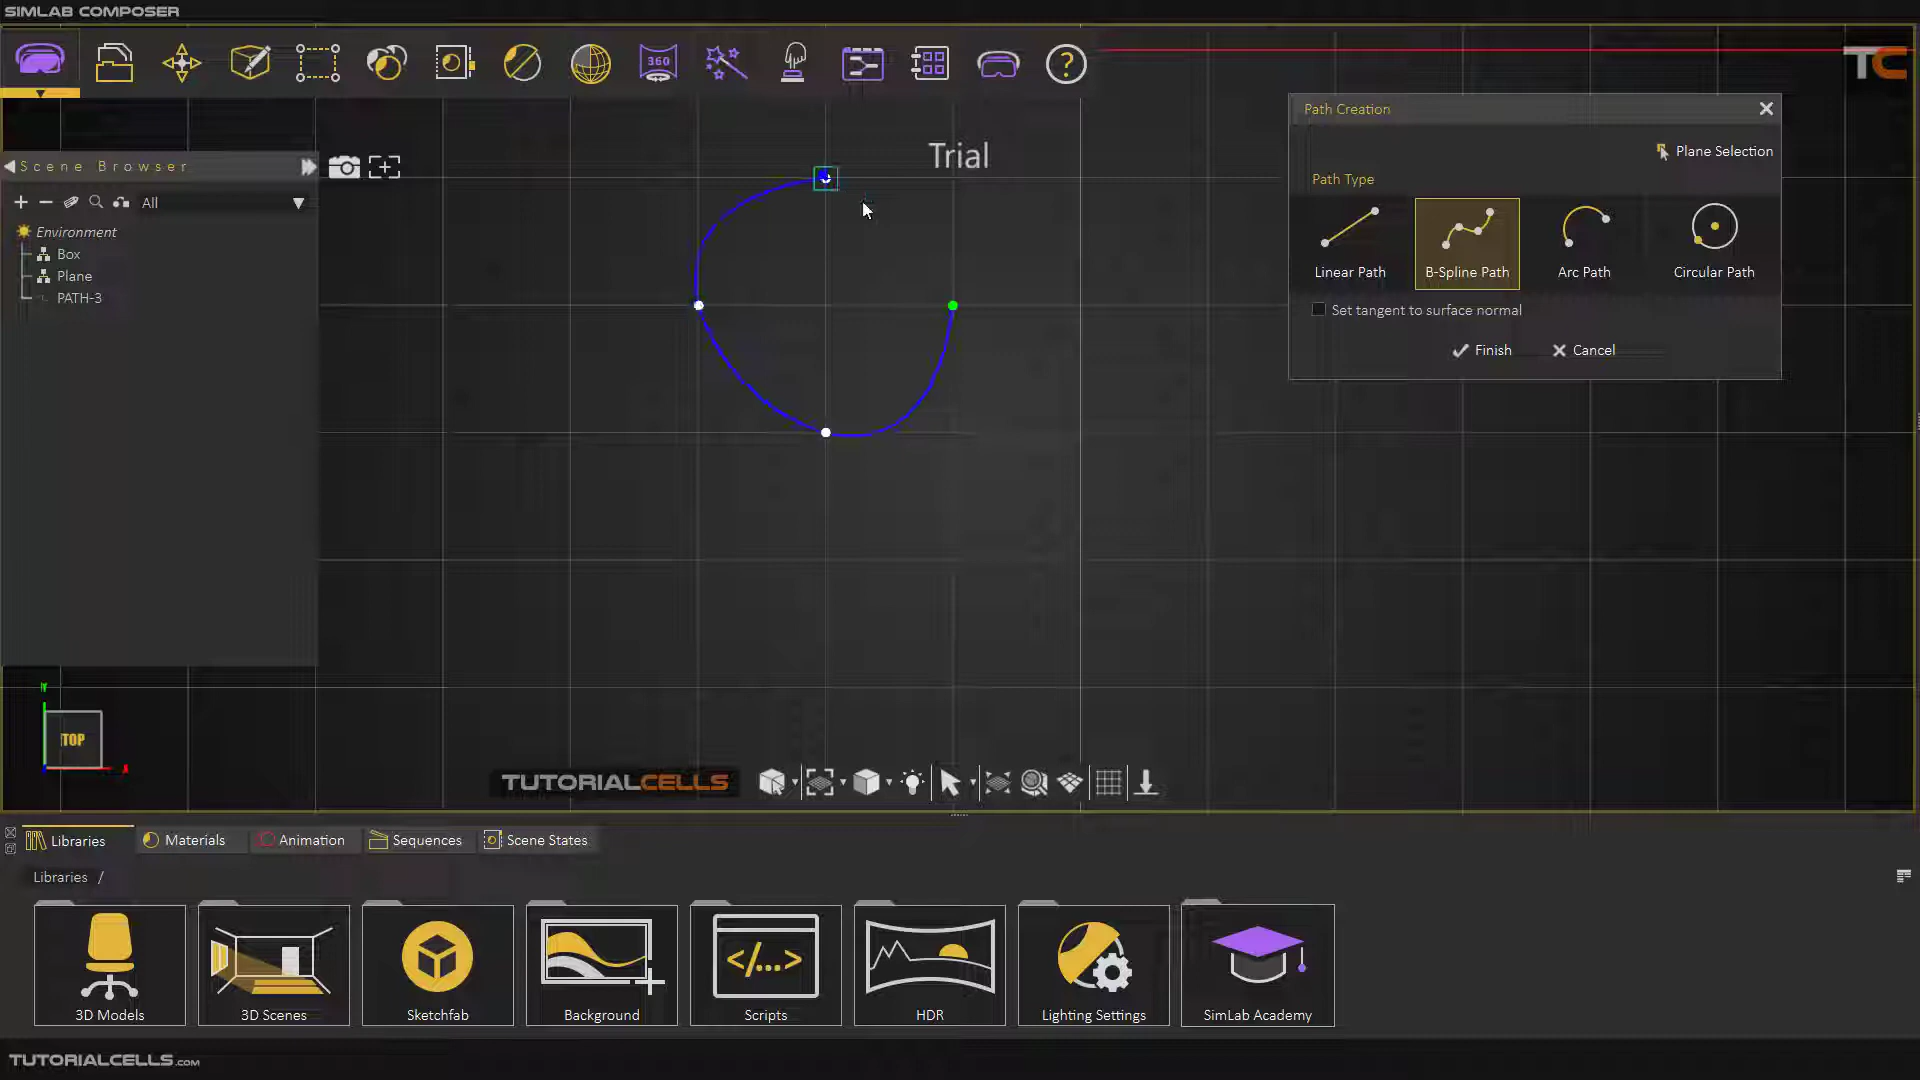 SIMLAB COMPOSER
360
TC
Path Creation
Trial
Plane Selection
Scene Browser
Path Type
All
Environment
Box
Plane
PATH-3
Linear Path
B-Spline Path
Arc Path
Circular Path
Set tangent to surface normal
Finish
Cancel
TOP
TUTORIALCELLS
Libraries
Materials
Animation
Sequences
Scene States
Libraries /
</...>
3D Models
3D Scenes
Sketchfab
Background
Scripts
HDR
Lighting Settings
SimLab Academy
TUTORIALCELLS.COM